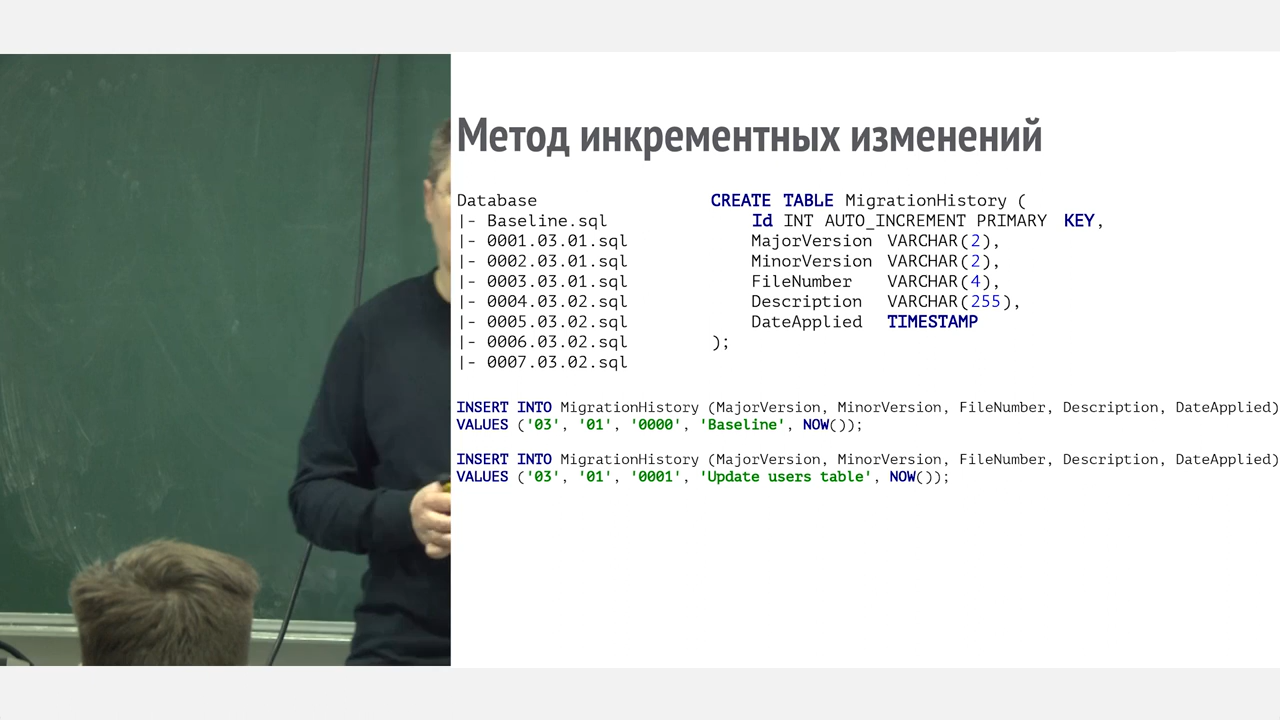 Метод инкрементных изменений
Database
|- Baseline.sql
|- 0001.03.01.sql
|- 0002.03.01.sql
|- 0003.03.01.sql
|- 0004.03.02.sql
|- 0005.03.02.sql
|- 0006.03.02.sql
|- 0007.03.02.sql
CREATE TABLE MigrationHistory (
Id INT AUTO_INCREMENT PRIMARY KEY,
MajorVersion VARCHAR(2),
MinorVersion VARCHAR(2),
FileNumber VARCHAR(4),
Description VARCHAR(255),
DateApplied TIMESTAMP
);
INSERT INTO MigrationHistory (MajorVersion, MinorVersion, FileNumber, Description, DateApplied)
VALUES ('03', '01', '0000', 'Baseline', NOW());
INSERT INTO MigrationHistory (MajorVersion, MinorVersion, FileNumber, Description, DateApplied)
VALUES ('03', '01', '0001', 'Update users table', NOW());